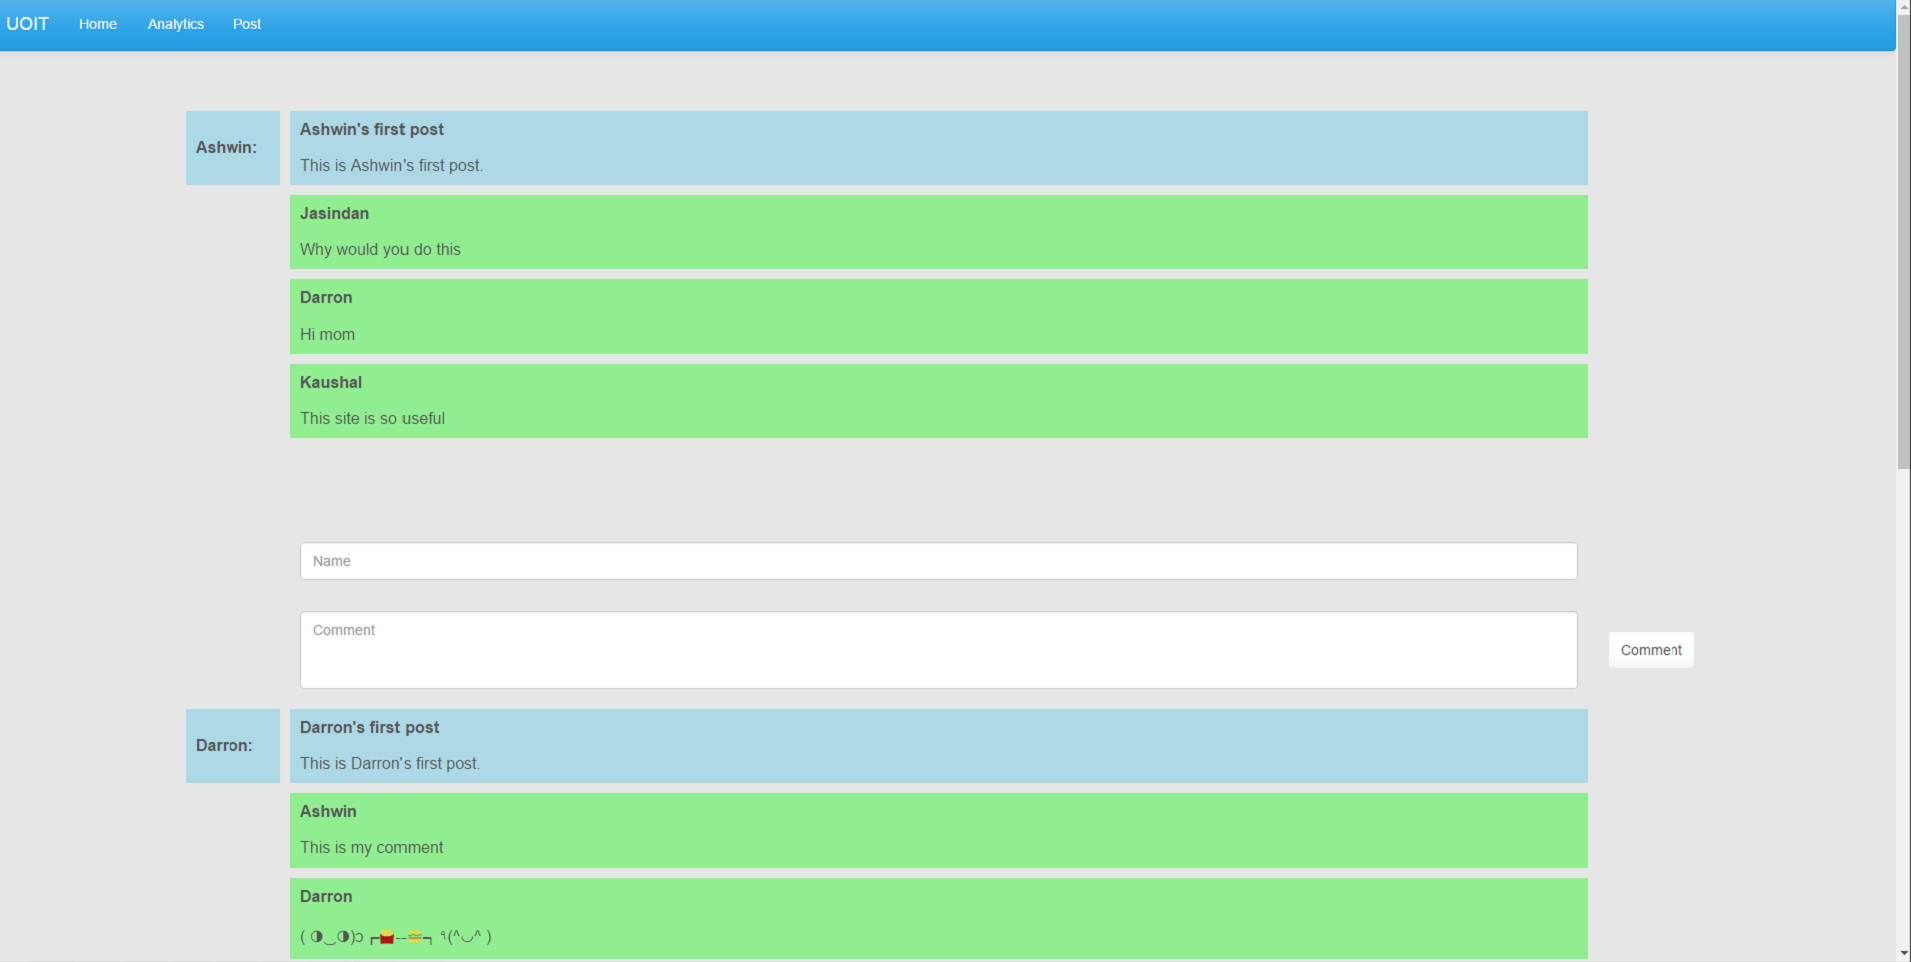 UOIT Home Analytics Post
Ashwin's first post
Ashwin:
This is Ashwin's first post.
Jasindan
Why would you do this
Darron
Hi mom
Kaushal
This site is so useful
Name
Comment
Comment
Darron's first post
Darron:
This is Darron's first post.
Ashwin
This is my comment
Darron
( ◑‿◑)ɔ ┏🍟--🍔┑ ٩(^◡^ )